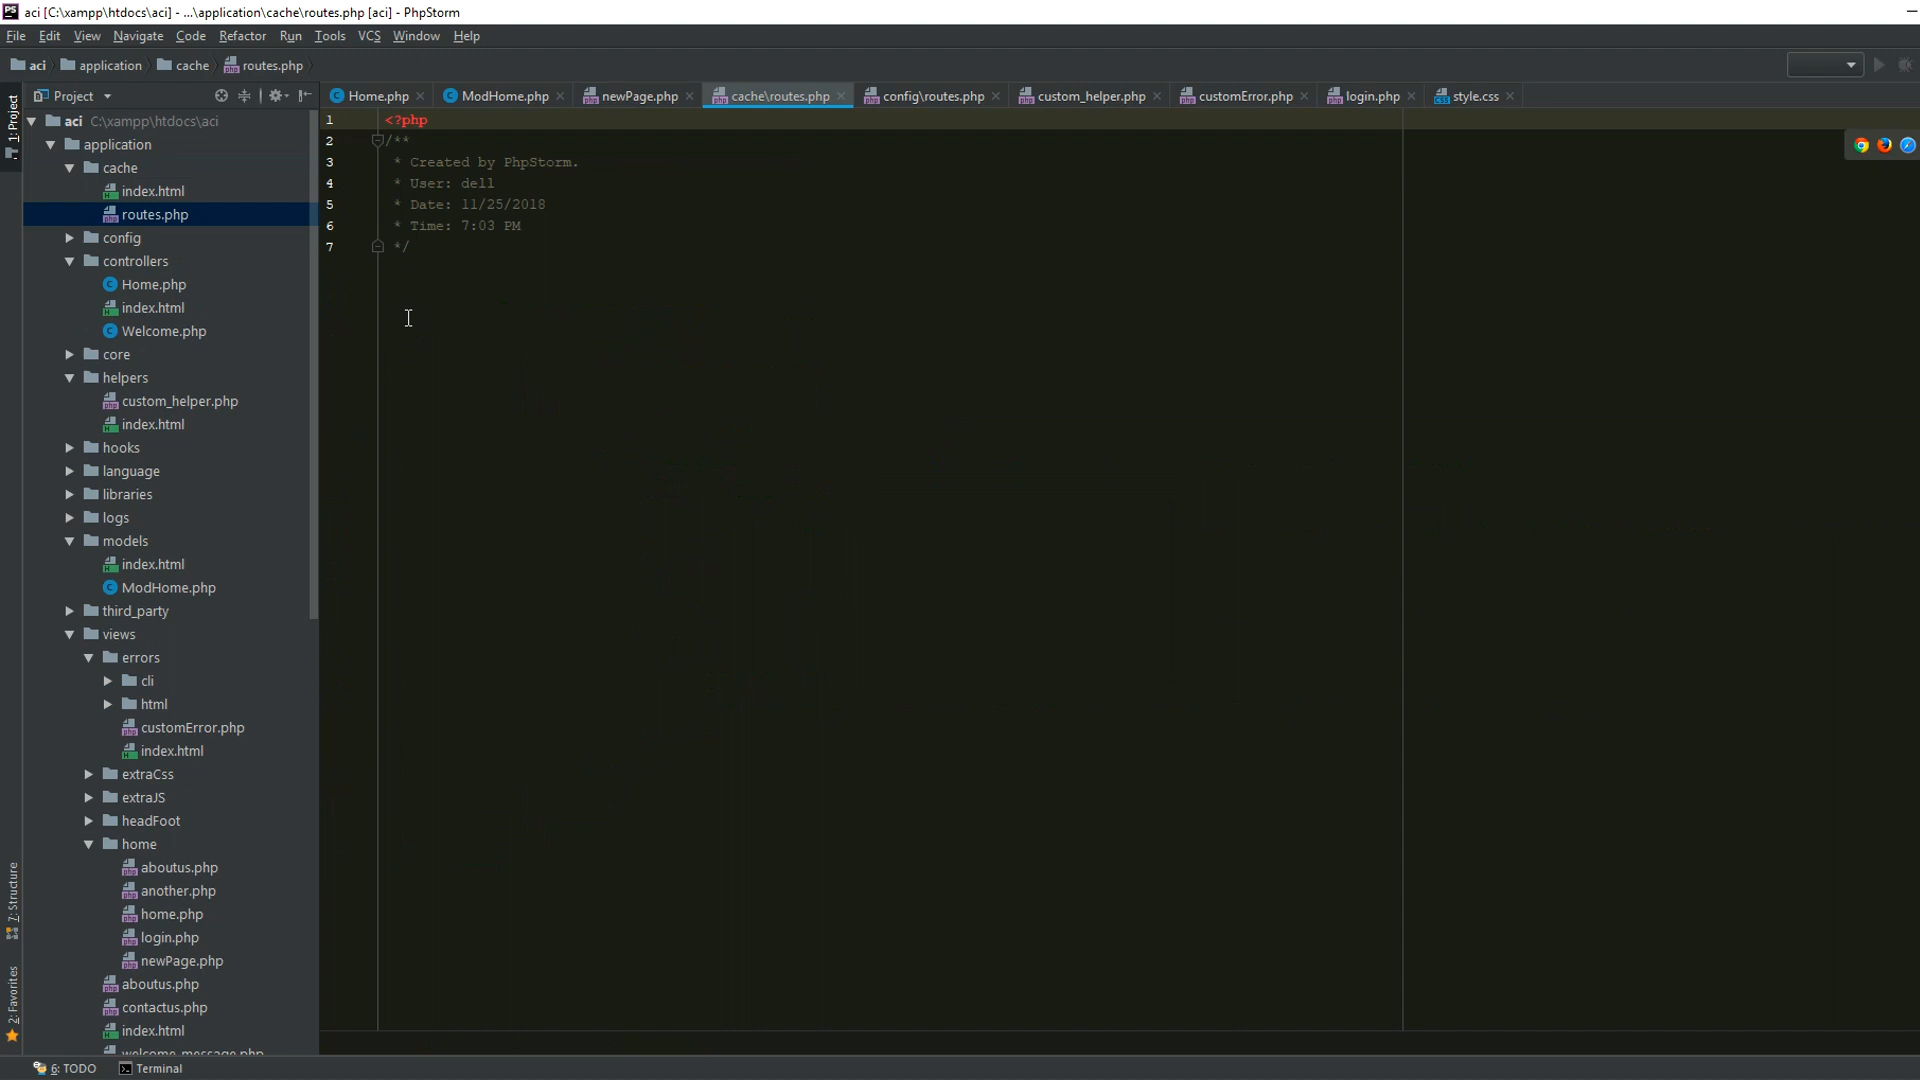 aci [C:\xampp\htdocs\aci] - ...\application\cache\routes.php [aci] - PhpStorm
File Edit View Navigate Code Refactor Run Tools VCS Window Help
aci application cache routes.php
1: Project
Project
Home.php ModHome.php newPage.php cache\routes.php config\routes.php custom_helper.php customError.php login.php style.css
aci C:\xampp\htdocs\aci
application
cache
index.html
routes.php
config
controllers
Home.php
index.html
Welcome.php
core
helpers
custom_helper.php
index.html
hooks
language
libraries
logs
models
index.html
ModHome.php
third_party
views
errors
cli
html
customError.php
index.html
extraCss
extraJS
headFoot
home
aboutus.php
another.php
home.php
login.php
newPage.php
aboutus.php
contactus.php
index.html
welcome_message.php
1 <?php
2 /**
3 * Created by PhpStorm.
4 * User: dell
5 * Date: 11/25/2018
6 * Time: 7:03 PM
7 */
7: Structure
2: Favorites
6: TODO Terminal